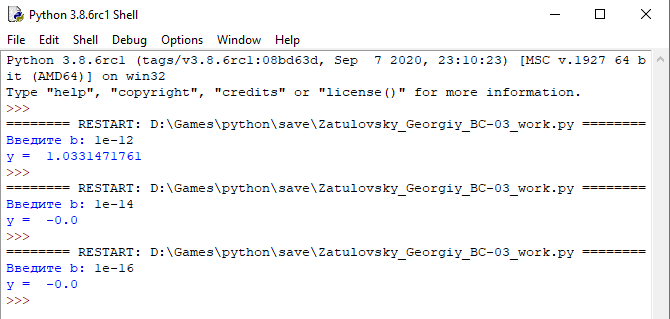 Python 3.8.6rc1 Shell
File Edit Shell Debug Options Window Help
Python 3.8.6rc1 (tags/v3.8.6rc1:08bd63d, Sep  7 2020, 23:10:23) [MSC v.1927 64 b
it (AMD64)] on win32
Type "help", "copyright", "credits" or "license()" for more information.
>>>
======== RESTART: D:\Games\python\save\Zatulovsky_Georgiy_BC-03_work.py ========
Введите b: 1e-12
y =  1.0331471761
>>>
======== RESTART: D:\Games\python\save\Zatulovsky_Georgiy_BC-03_work.py ========
Введите b: 1e-14
y =  -0.0
>>>
======== RESTART: D:\Games\python\save\Zatulovsky_Georgiy_BC-03_work.py ========
Введите b: 1e-16
y =  -0.0
>>>